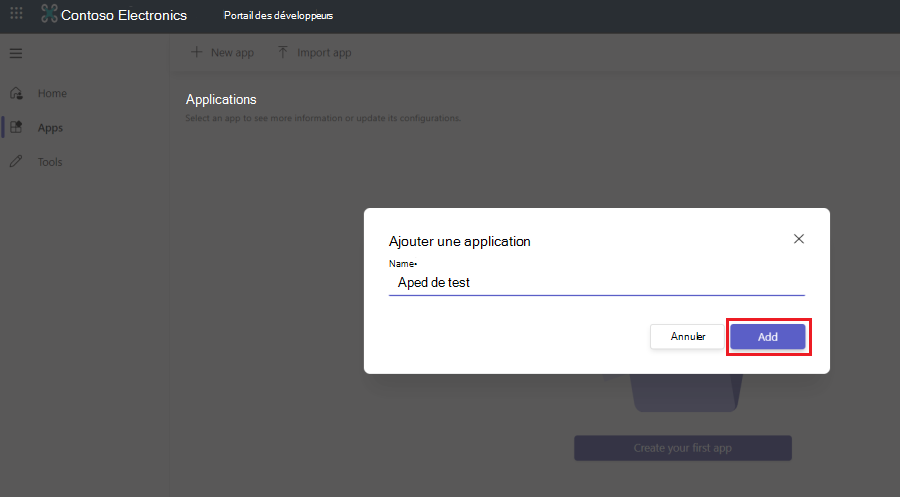 Contoso Electronics Portail des développeurs
New app Import app
Home
Apps
Tools
Applications
Select an app to see more information or update its configurations.
Ajouter une application
Name•
Aped de test
Annuler Add
Create your first app